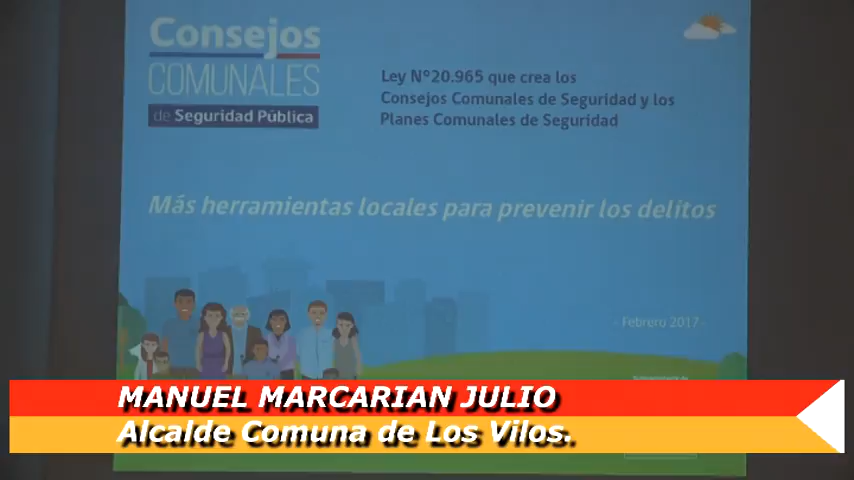 Consejos
COMUNALES
de Seguridad Pública
Ley N°20.965 que crea los
Consejos Comunales de Seguridad y los
Planes Comunales de Seguridad
Más herramientas locales para prevenir los delitos
- Febrero 2017 -
MANUEL MARCARIAN JULIO
Alcalde Comuna de Los Vilos.